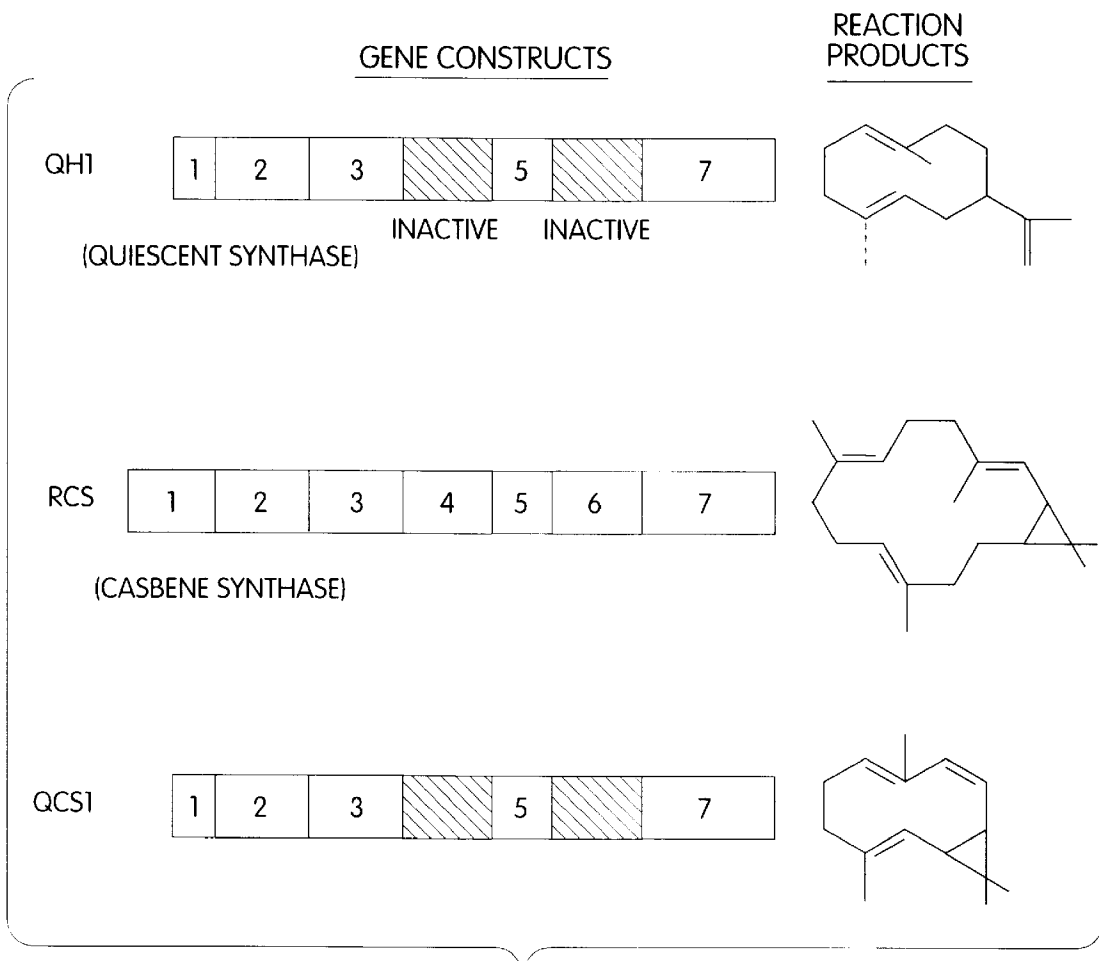 GENE CONSTRUCTS
REACTION
PRODUCTS
QH1
1 2 3 5 7
INACTIVE INACTIVE
(QUIESCENT SYNTHASE)
RCS
1 2 3 4 5 6 7
(CASBENE SYNTHASE)
QCS1
1 2 3 5 7